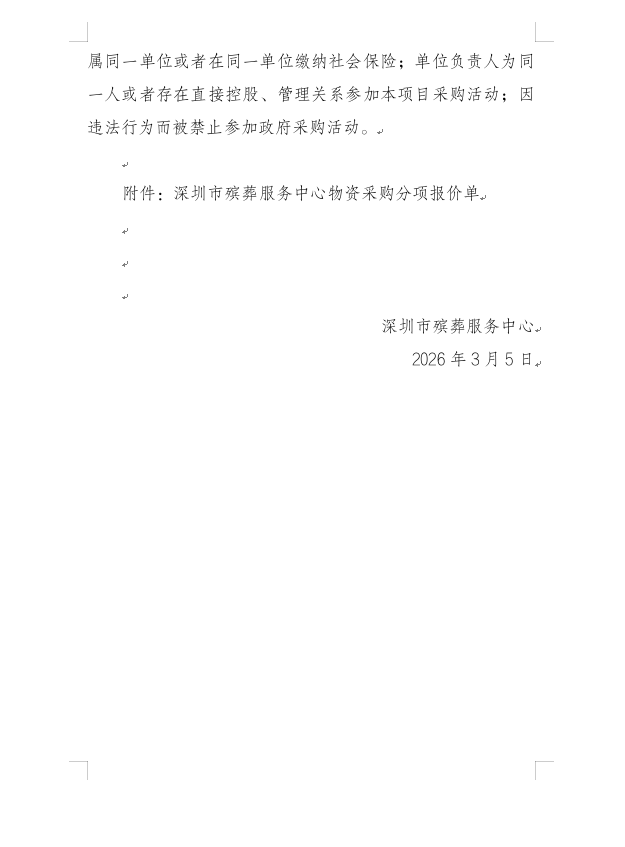 属同一单位或者在同一单位缴纳社会保险；单位负责人为同
一人或者存在直接控股、管理关系参加本项目采购活动；因
违法行为而被禁止参加政府采购活动。
附件：深圳市殡葬服务中心物资采购分项报价单
深圳市殡葬服务中心
2026 年 3 月 5 日